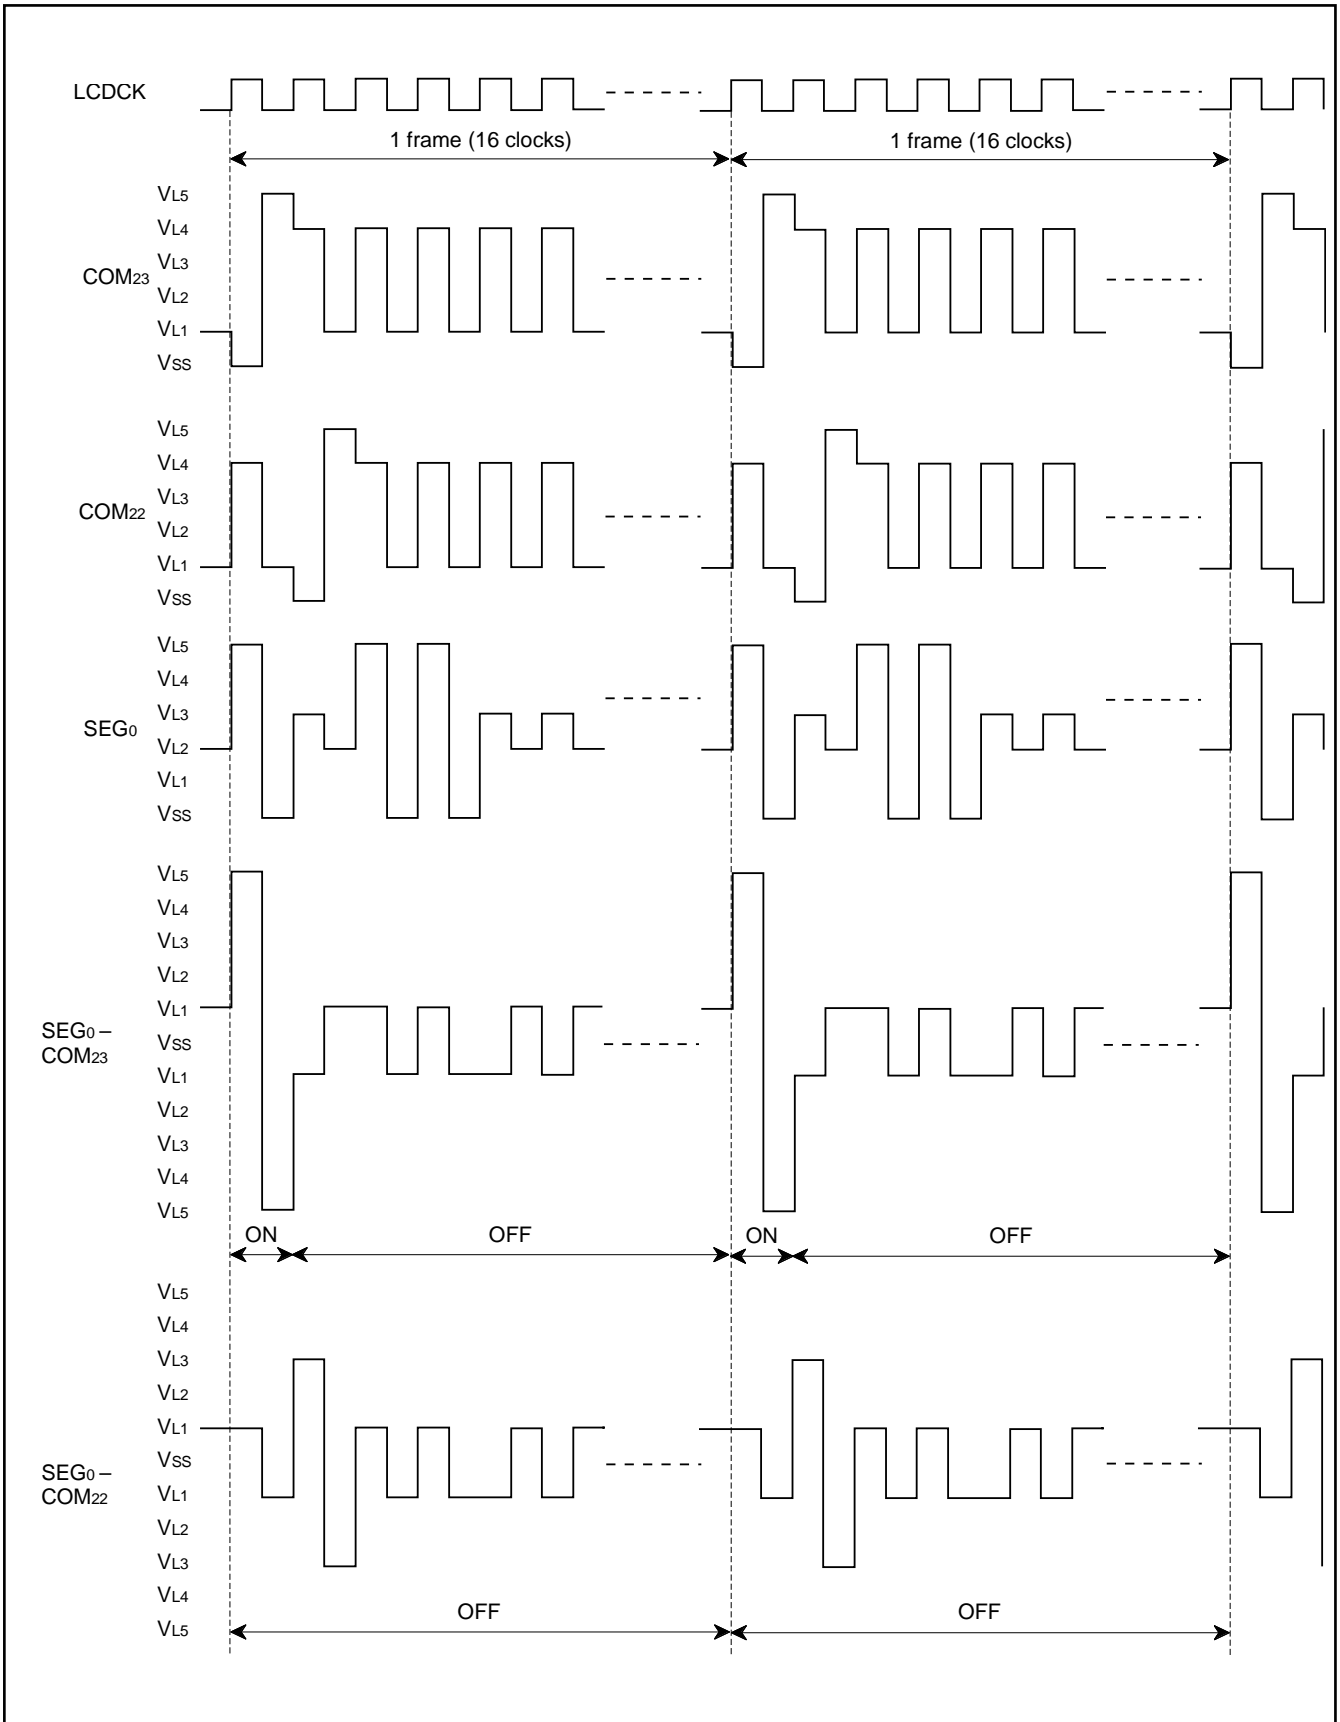 LCDCK
1 frame (16 clocks) 1 frame (16 clocks)
VL5
VL4
VL3
COM23
VL2
VL1
VSS
VL5
VL4
VL3
COM22
VL2
VL1
VSS
VL5
VL4
VL3
SEG0
VL2
VL1
VSS
VL5
VL4
VL3
VL2
VL1
SEG0 –
COM23
VSS
VL1
VL2
VL3
VL4
VL5
ON OFF ON OFF
VL5
VL4
VL3
VL2
VL1
VSS
SEG0 –
COM22
VL1
VL2
VL3
VL4
VL5
OFF OFF